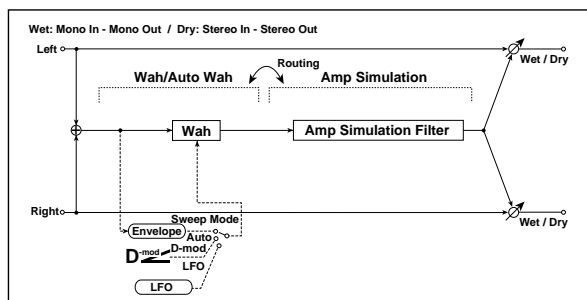 Wet: Mono In - Mono Out / Dry: Stereo In - Stereo Out
Left
Wet / Dry
Routing
Wah/Auto Wah
Amp Simulation
Wah
Amp Simulation Filter
Right
Wet / Dry
Sweep Mode
Envelope
Auto
D-mod
D-mod
LFO
LFO